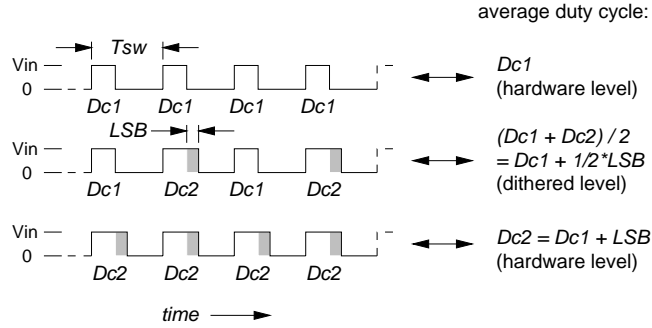 average duty cycle:
Tsw
Vin
0
Dc1 Dc1 Dc1 Dc1
Dc1
(hardware level)
LSB
Vin
0
Dc1 Dc2 Dc1 Dc2
(Dc1 + Dc2) / 2
= Dc1 + 1/2*LSB
(dithered level)
Vin
0
Dc2 Dc2 Dc2 Dc2
Dc2 = Dc1 + LSB
(hardware level)
time